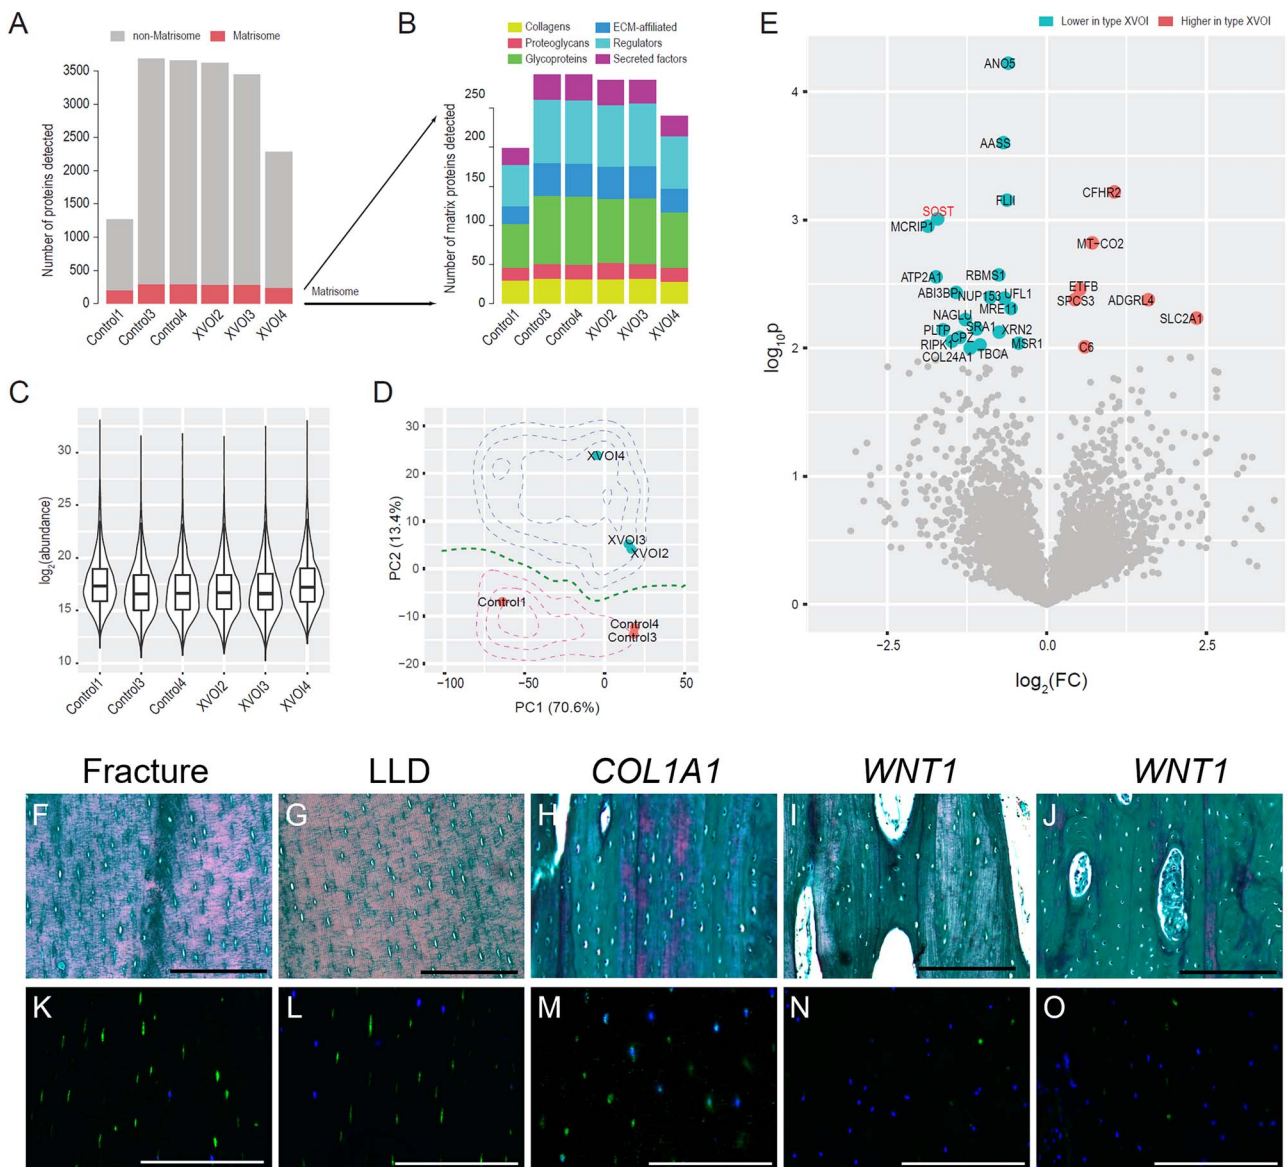 A
non-Matrisome
Matrisome
Number of proteins detected
3500
3000
2500
2000
1500
1000
500
0
Control1
Control3
Control4
XVOI2
XVOI3
XVOI4
Matrisome
B
Collagens
Proteoglycans
Glycoproteins
ECM-affiliated
Regulators
Secreted factors
Number of matrix proteins detected
250
200
150
100
50
0
Control1
Control3
Control4
XVOI2
XVOI3
XVOI4
C
log2(abundance)
30
25
20
15
10
Control1
Control3
Control4
XVOI2
XVOI3
XVOI4
D
PC2 (13.4%)
30
20
10
0
−10
−20
XVOI4
XVOI3
XVOI2
Control1
Control4
Control3
−100
−50
0
50
PC1 (70.6%)
E
Lower in type XVOI
Higher in type XVOI
log10p
4
3
2
1
0
ANO5
AASS
FLII
CFHR2
SOST
MCRIP1
MT−CO2
ATP2A1
RBMS1
ETFB
ABI3BP
NUP153
UFL1
SPCS3
ADGRL4
MRE11
NAGLU
SLC2A1
PLTP
SRA1
XRN2
CPZ
RIPK1
MSR1
C6
COL24A1
TBCA
−2.5
0.0
2.5
log2(FC)
Fracture
LLD
COL1A1
WNT1
WNT1
F
G
H
I
J
K
L
M
N
O